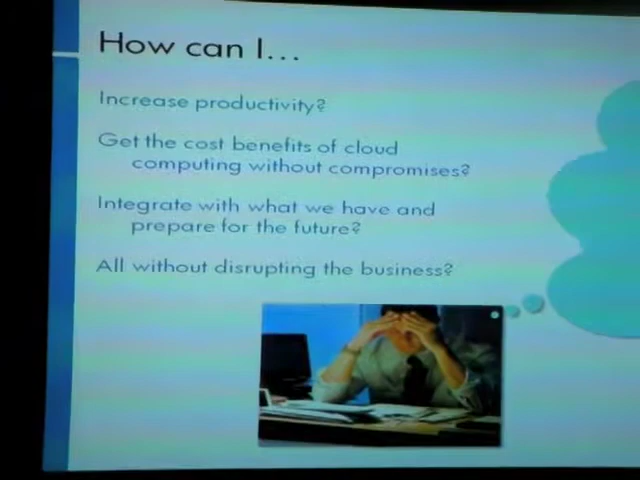 How can I...
Increase productivity?
Get the cost benefits of cloud
computing without compromises?
Integrate with what we have and
prepare for the future?
All without disrupting the business?